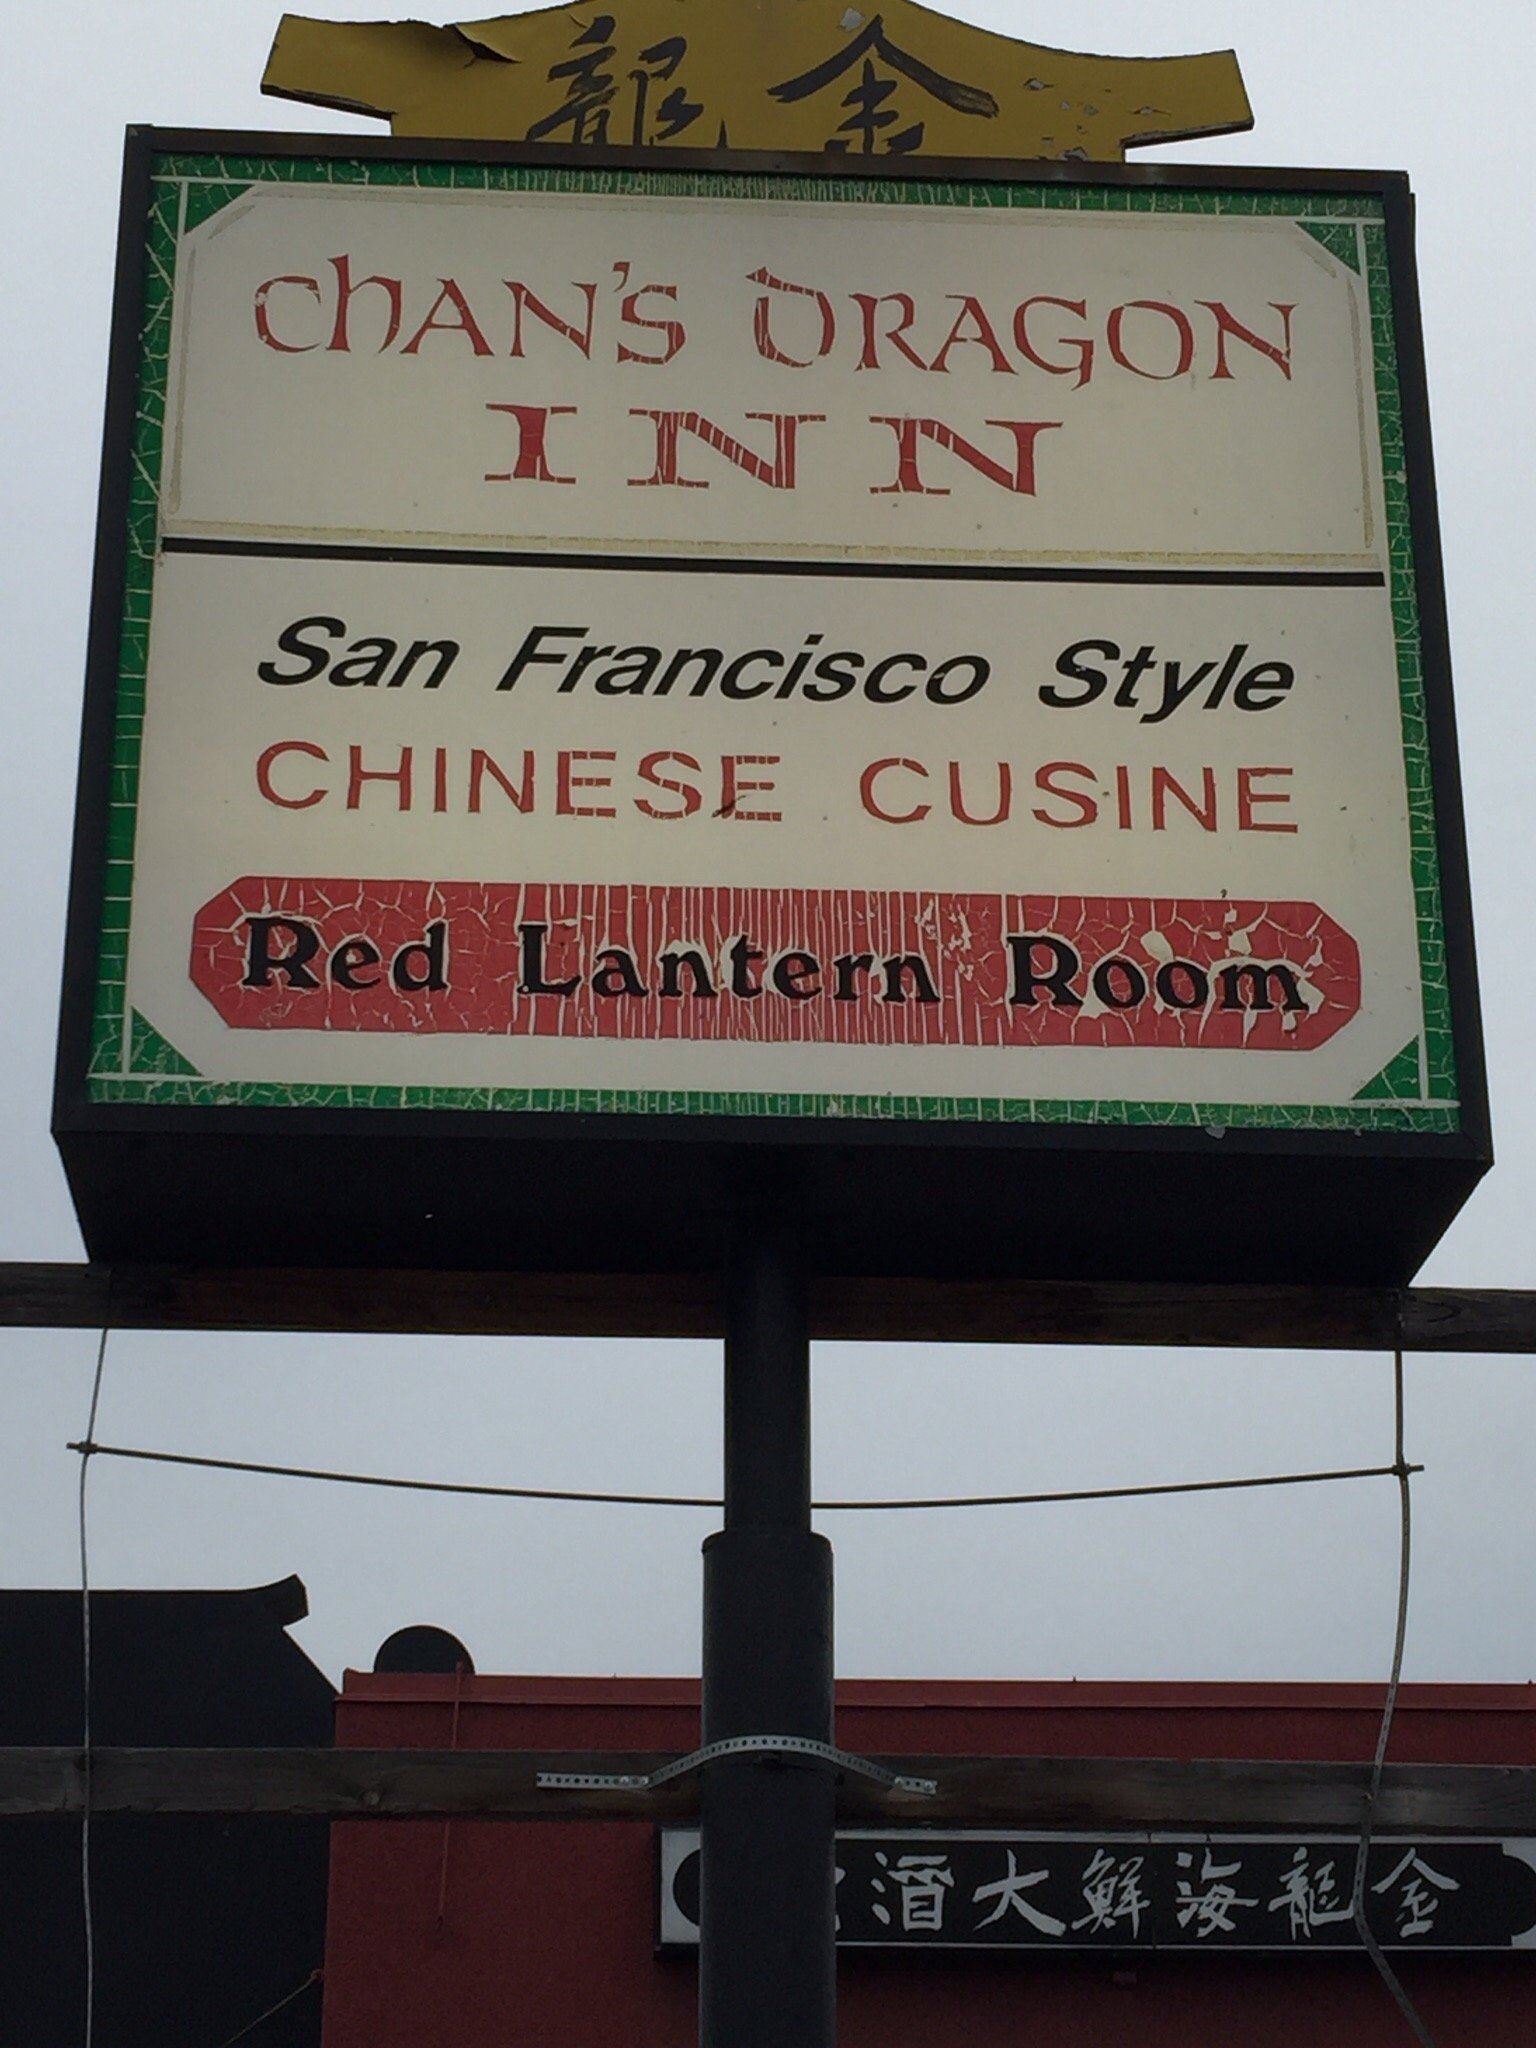 金龍
Chan's Dragon
INN
San Francisco Style
CHINESE CUSINE
Red Lantern Room
金龍海鮮大酒